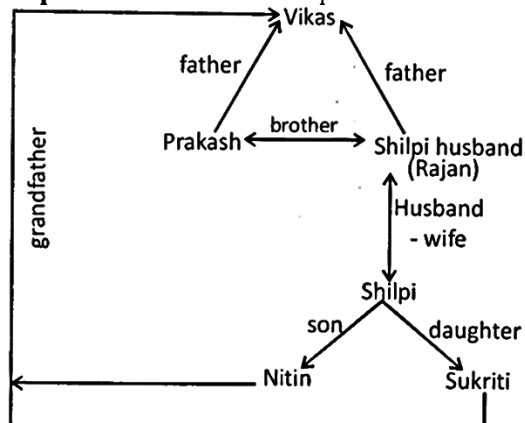 Vikas
father
father
grandfather
Prakash
brother
Shilpi husband
(Rajan)
Husband
- wife
Shilpi
son
daughter
Nitin
Sukriti